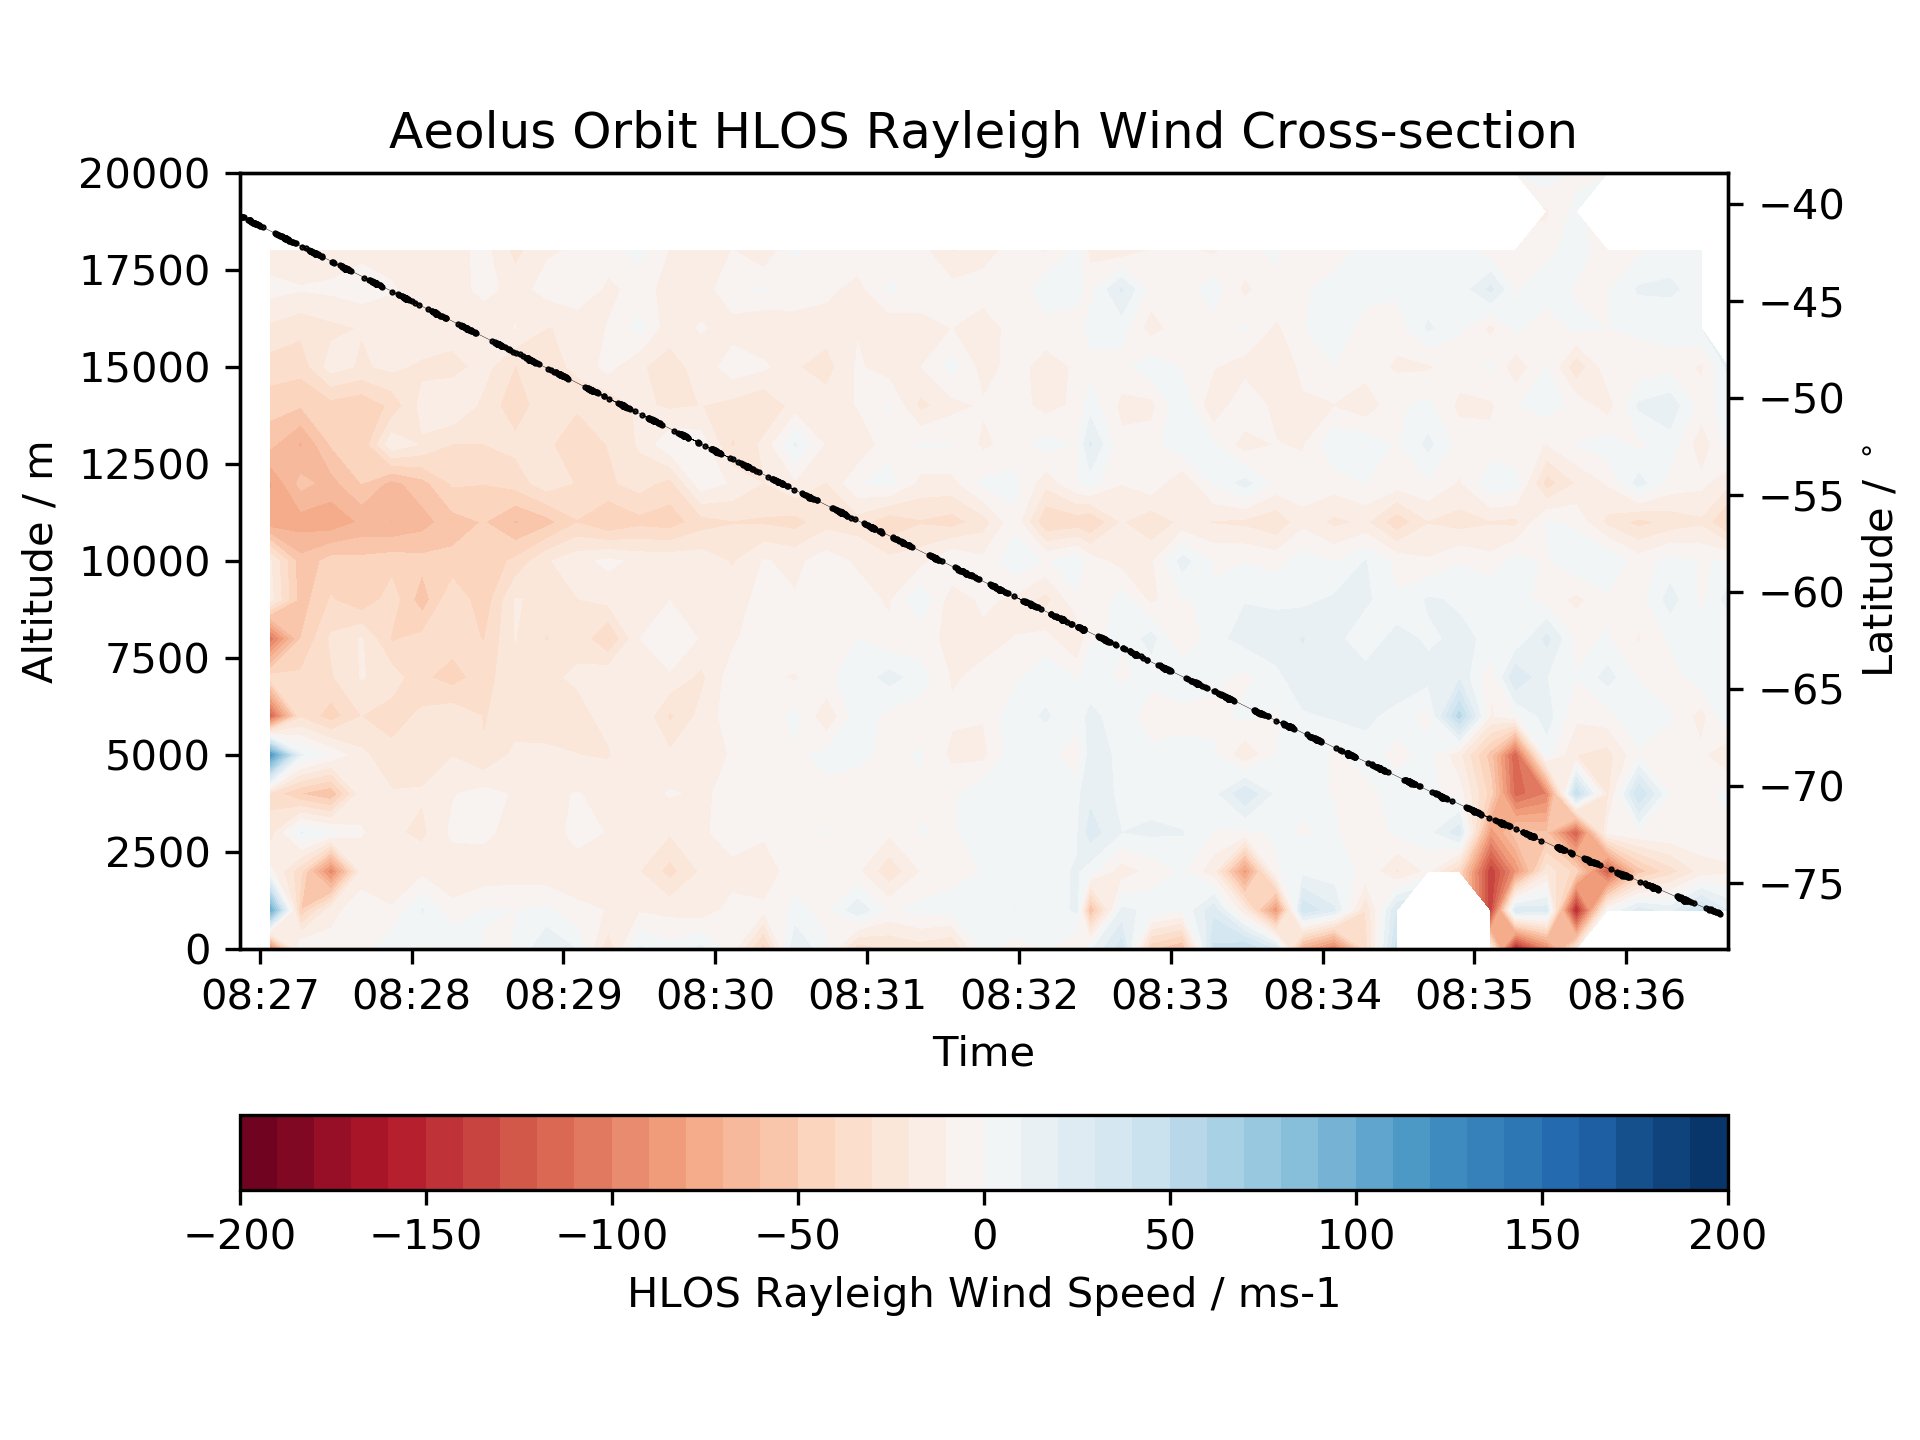 Aeolus Orbit HLOS Rayleigh Wind Cross-section
20000
17500
15000
12500
10000
7500
5000
2500
0
Altitude / m
−40
−45
−50
−55
−60
−65
−70
−75
Latitude / °
08:27 08:28 08:29 08:30 08:31 08:32 08:33 08:34 08:35 08:36
Time
−200 −150 −100 −50 0 50 100 150 200
HLOS Rayleigh Wind Speed / ms-1